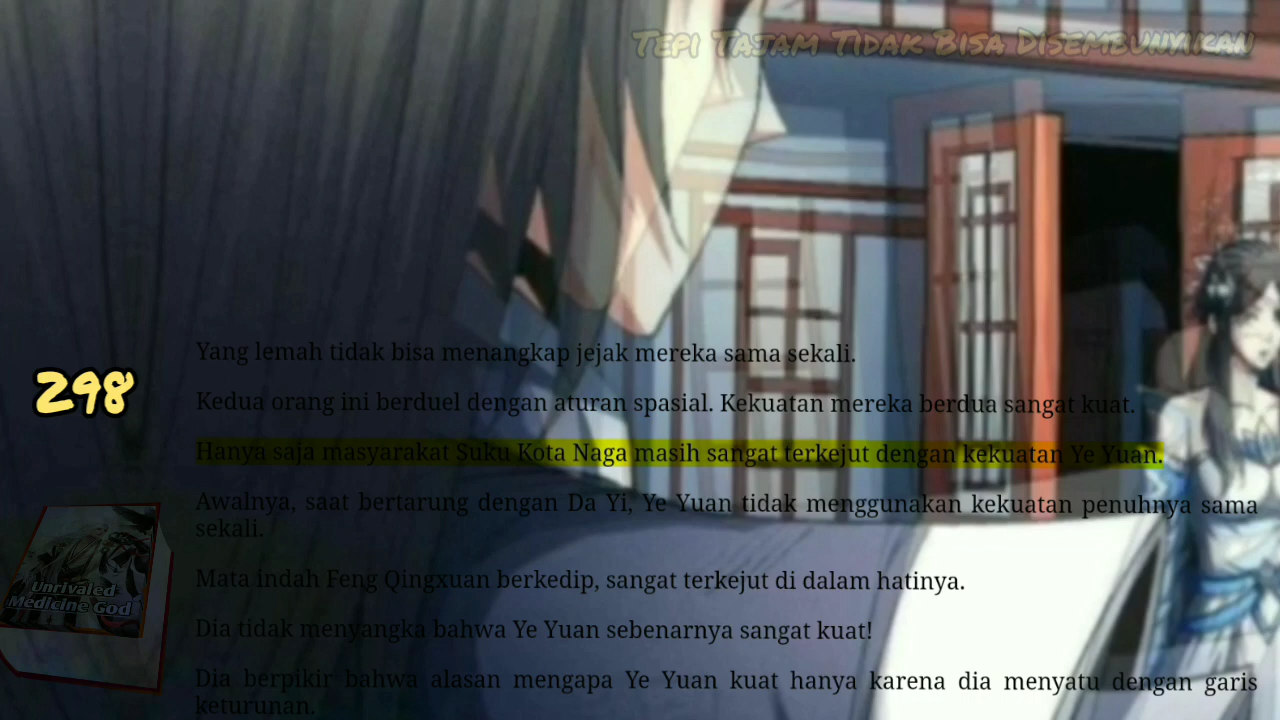 Tepi Tajam Tidak Bisa Disembunyikan
Yang lemah tidak bisa menangkap jejak mereka sama sekali.
298
Kedua orang ini berduel dengan aturan spasial. Kekuatan mereka berdua sangat kuat.
Hanya saja masyarakat Suku Kota Naga masih sangat terkejut dengan kekuatan Ye Yuan.
Awalnya, saat bertarung dengan Da Yi, Ye Yuan tidak menggunakan kekuatan penuhnya sama
sekali.
Mata indah Feng Qingxuan berkedip, sangat terkejut di dalam hatinya.
Unrivaled
Medicine God
Dia tidak menyangka bahwa Ye Yuan sebenarnya sangat kuat!
Dia berpikir bahwa alasan mengapa Ye Yuan kuat hanya karena dia menyatu dengan garis
keturunan.